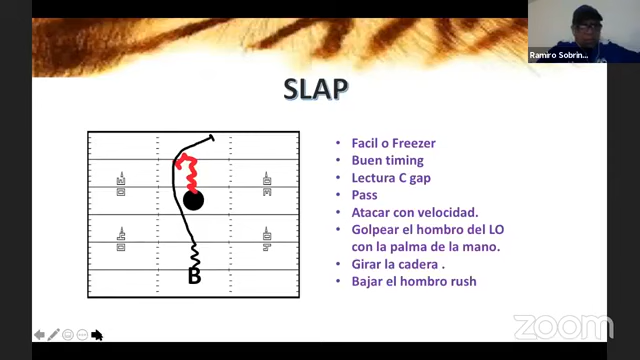 Ramiro Sobrin...
SLAP
B
• Facil o Freezer
• Buen timing
• Lectura C gap
• Pass
• Atacar con velocidad.
• Golpear el hombro del LO
con la palma de la mano.
• Girar la cadera .
• Bajar el hombro rush
zoom